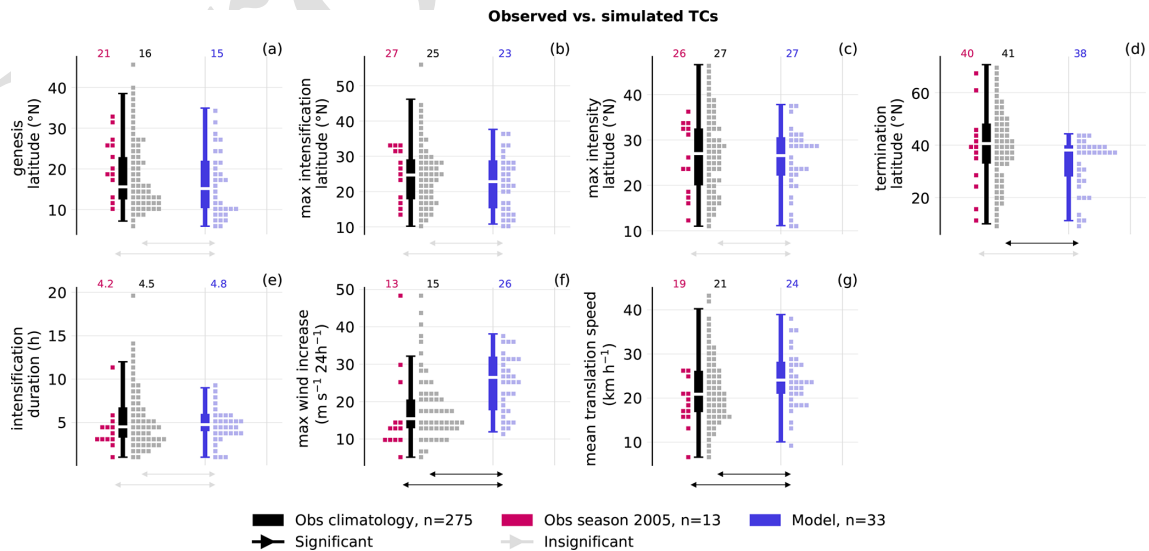 Observed vs. simulated TCs
21 16 15 (a)
genesis
latitude (°N)
40
30
20
10
27 25 23 (b)
max intensification
latitude (°N)
50
40
30
20
10
26 27 27 (c)
max intensity
latitude (°N)
40
30
20
10
40 41 38 (d)
termination
latitude (°N)
60
40
20
4.2 4.5 4.8 (e)
intensification
duration (h)
20
15
10
5
13 15 26 (f)
max wind increase
(m s⁻¹ 24h⁻¹)
50
40
30
20
10
19 21 24 (g)
mean translation speed
(km h⁻¹)
40
30
20
10
Obs climatology, n=275 Obs season 2005, n=13 Model, n=33
Significant Insignificant